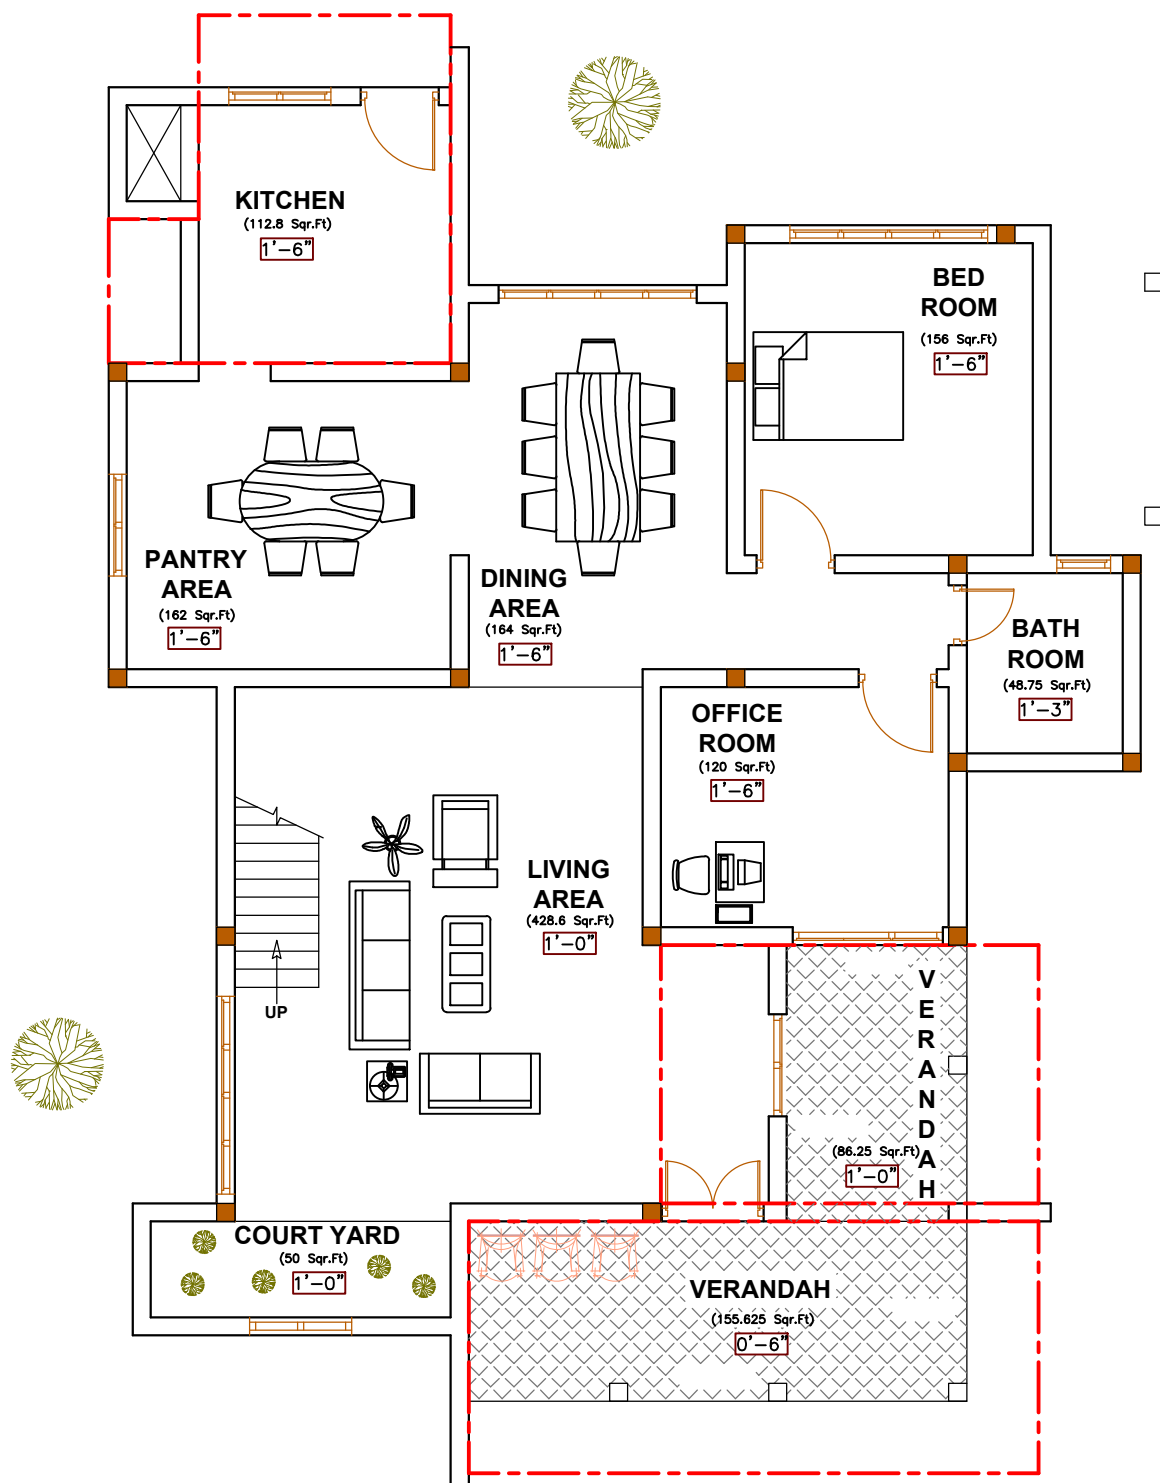 KITCHEN
(112.8 Sqr.Ft)
1'-6"
BED
ROOM
(156 Sqr.Ft)
1'-6"
PANTRY
AREA
(162 Sqr.Ft)
1'-6"
DINING
AREA
(164 Sqr.Ft)
1'-6"
BATH
ROOM
(48.75 Sqr.Ft)
1'-3"
OFFICE
ROOM
(120 Sqr.Ft)
1'-6"
LIVING
AREA
(428.6 Sqr.Ft)
1'-0"
UP
V
E
R
A
N
D
A
H
(86.25 Sqr.Ft)
1'-0"
COURT YARD
(50 Sqr.Ft)
1'-0"
VERANDAH
(155.625 Sqr.Ft)
0'-6"